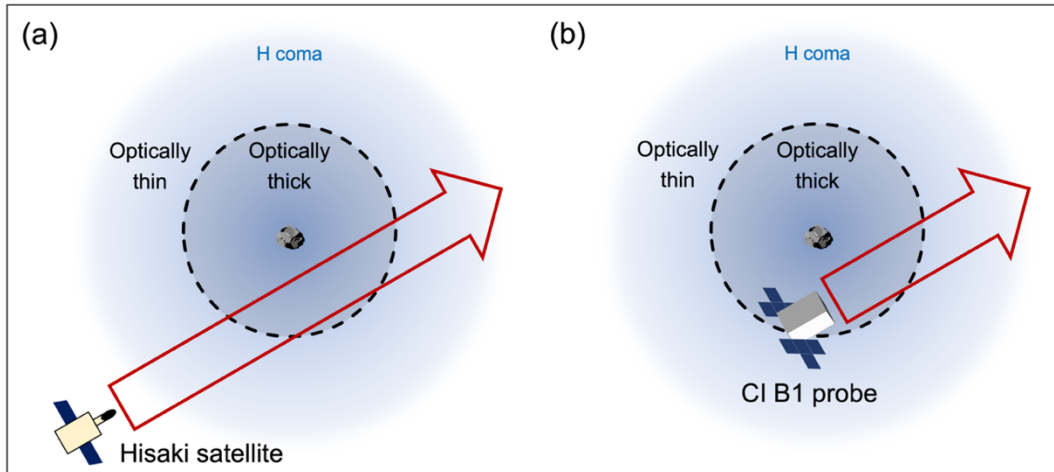 (a)
H coma
Optically
thin
Optically
thick
Hisaki satellite
(b)
H coma
Optically
thin
Optically
thick
CI B1 probe